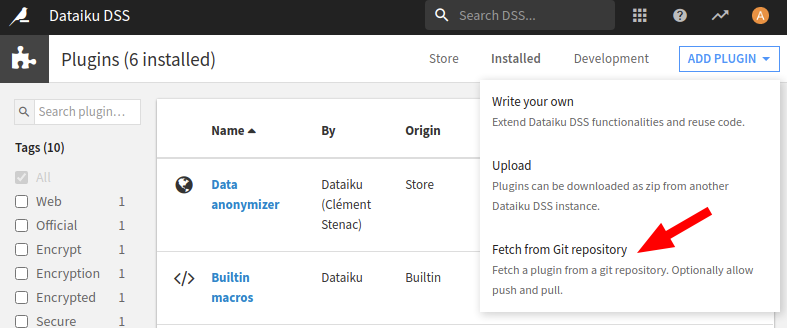 Dataiku DSS
Search DSS...
A
Plugins (6 installed)
Store
Installed
Development
ADD PLUGIN
Search plugin...
Tags (10)
All
Web 1
Official 1
Encrypt 1
Encryption 1
Encrypted 1
Secure 1
Name By Origin
Data Dataiku Store
anonymizer (Clément
Stenac)
Builtin Dataiku Builtin
macros
Write your own
Extend Dataiku DSS functionalities and reuse code.
Upload
Plugins can be downloaded as zip from another
Dataiku DSS instance.
Fetch from Git repository
Fetch a plugin from a git repository. Optionally allow
push and pull.